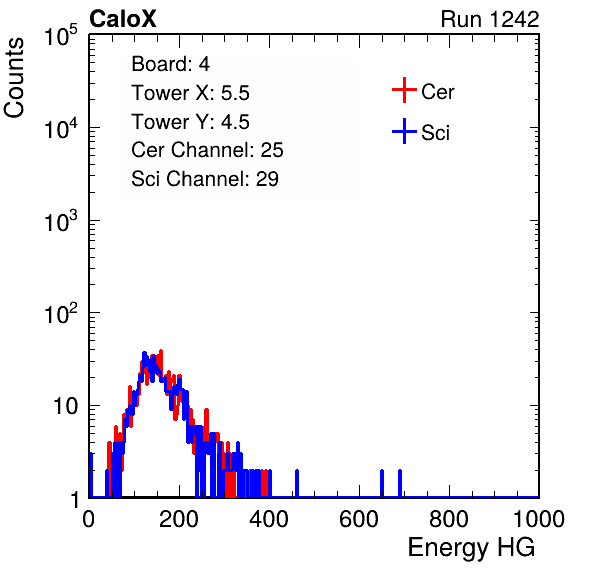 CaloX Run 1242
Counts
Board: 4
Tower X: 5.5
Tower Y: 4.5
Cer Channel: 25
Sci Channel: 29
Cer
Sci
10^5
10^4
10^3
10^2
10
1
0 200 400 600 800 1000
Energy HG